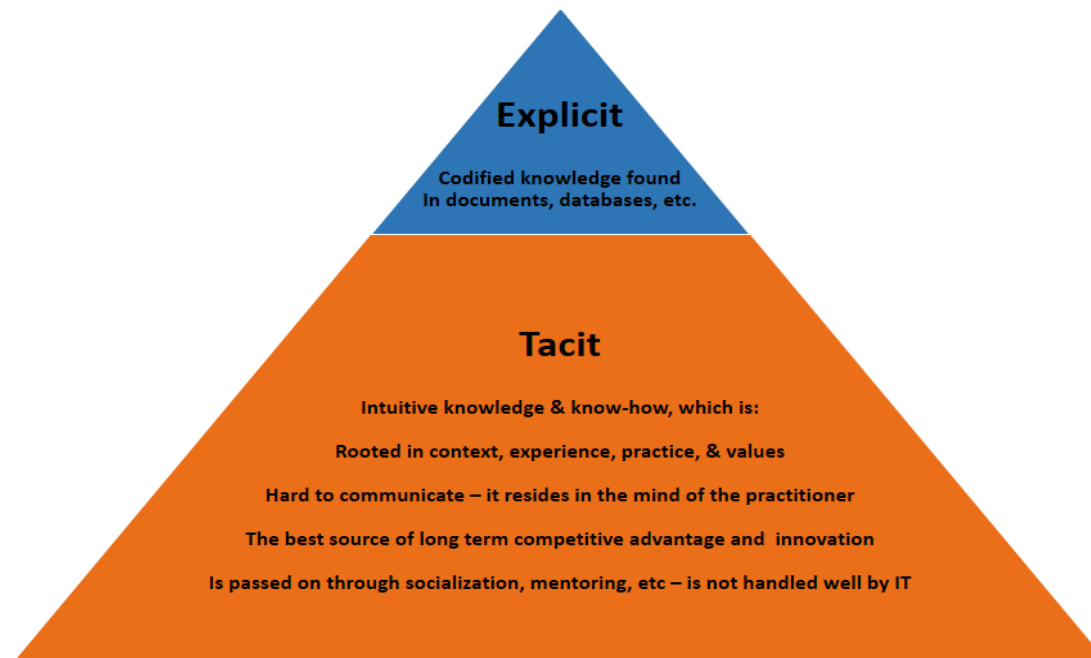 Explicit
Codified knowledge found
In documents, databases, etc.
Tacit
Intuitive knowledge & know-how, which is:
Rooted in context, experience, practice, & values
Hard to communicate – it resides in the mind of the practitioner
The best source of long term competitive advantage and  innovation
Is passed on through socialization, mentoring, etc – is not handled well by IT